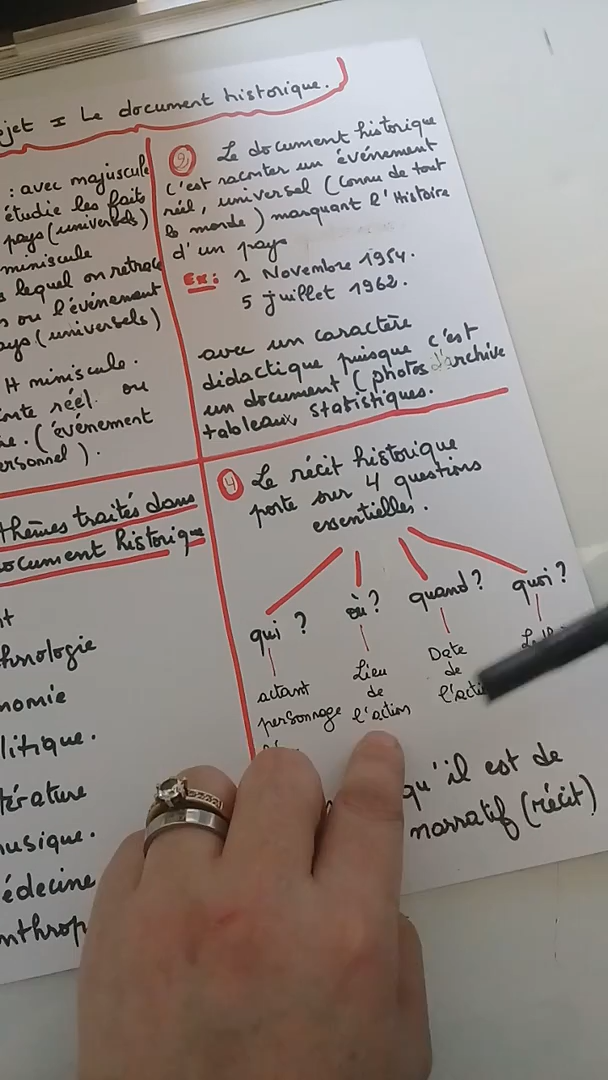 jet I Le document historique.
: avec majuscule
étudie les faits
pays (universels)
miniscule
lequel on retrace
ou l'événement
pays (universels)
H miniscule.
réel ou
(événement
personnel).
② Le document historique
c'est raconter un événement
réel, universel (connu de tout
le monde) marquant l'Histoire
d'un pays
Ex: 1 Novembre 1954.
5 juillet 1962.
avec un caractère
didactique puisque c'est
un document (photos d'archive
tableaux, statistiques.
thèmes traités dans
document historique
nt
hnologie
nomie
litique.
térature
musique.
édecine
nthrop
④ Le récit historique
porte sur 4 questions
essentielles.
qui ? où ? quand ? quoi ?
actant
personnage
Lieu
de
l'action
Date
de
l'acti
qu'il est de
narratif (récit)